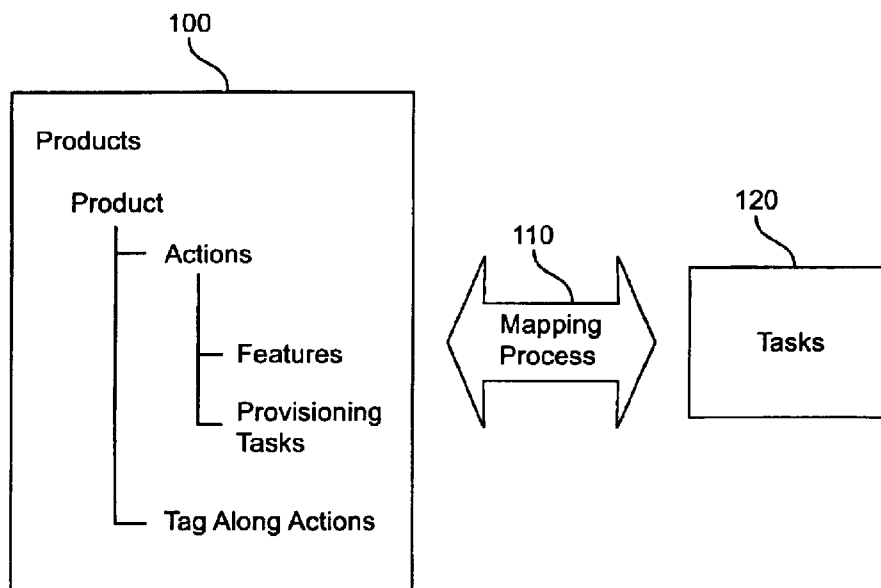 100
Products
Product
Actions
Features
Provisioning
Tasks
Tag Along Actions
110
Mapping
Process
120
Tasks